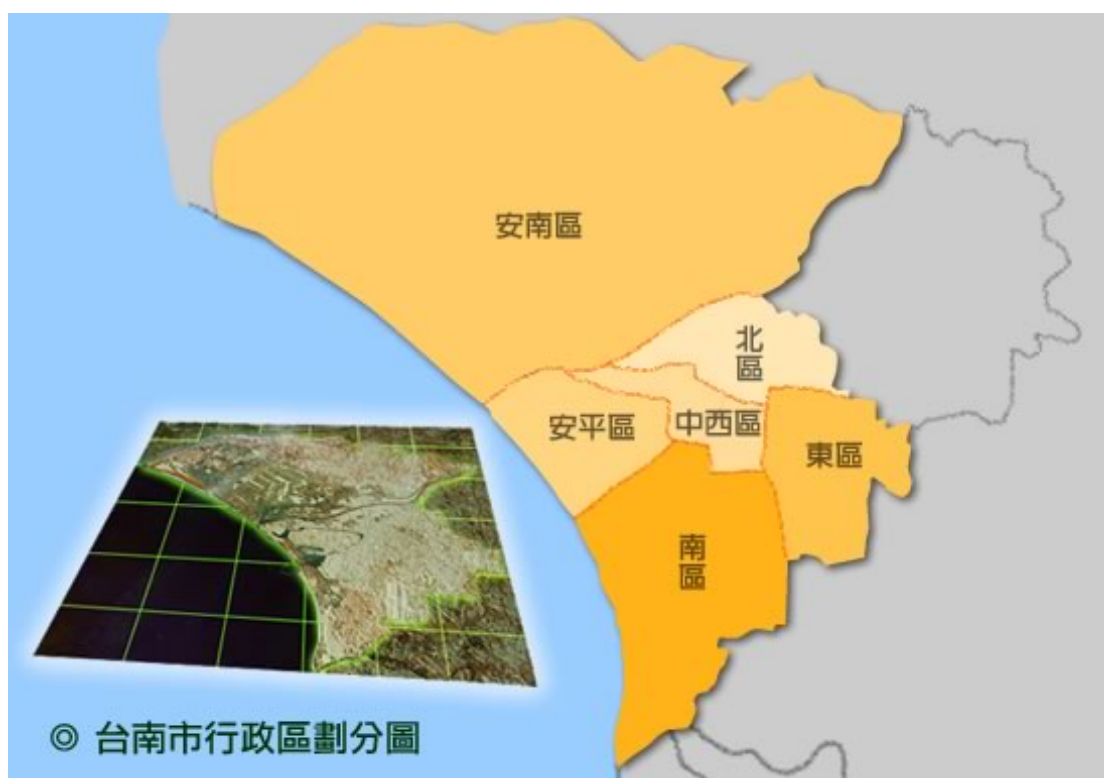 安南區
北區
安平區
中西區
東區
南區
◎ 台南市行政區劃分圖